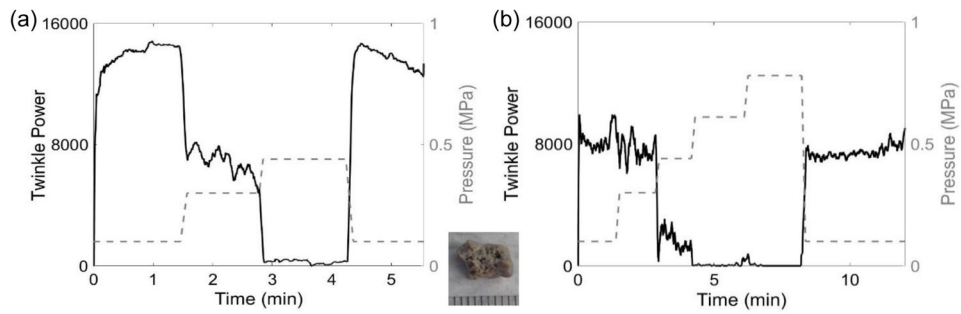 (a)
16000
8000
0
Twinkle Power
1
0.5
0
Pressure (MPa)
0 1 2 3 4 5
Time (min)
(b)
16000
8000
0
Twinkle Power
1
0.5
0
Pressure (MPa)
0 5 10
Time (min)